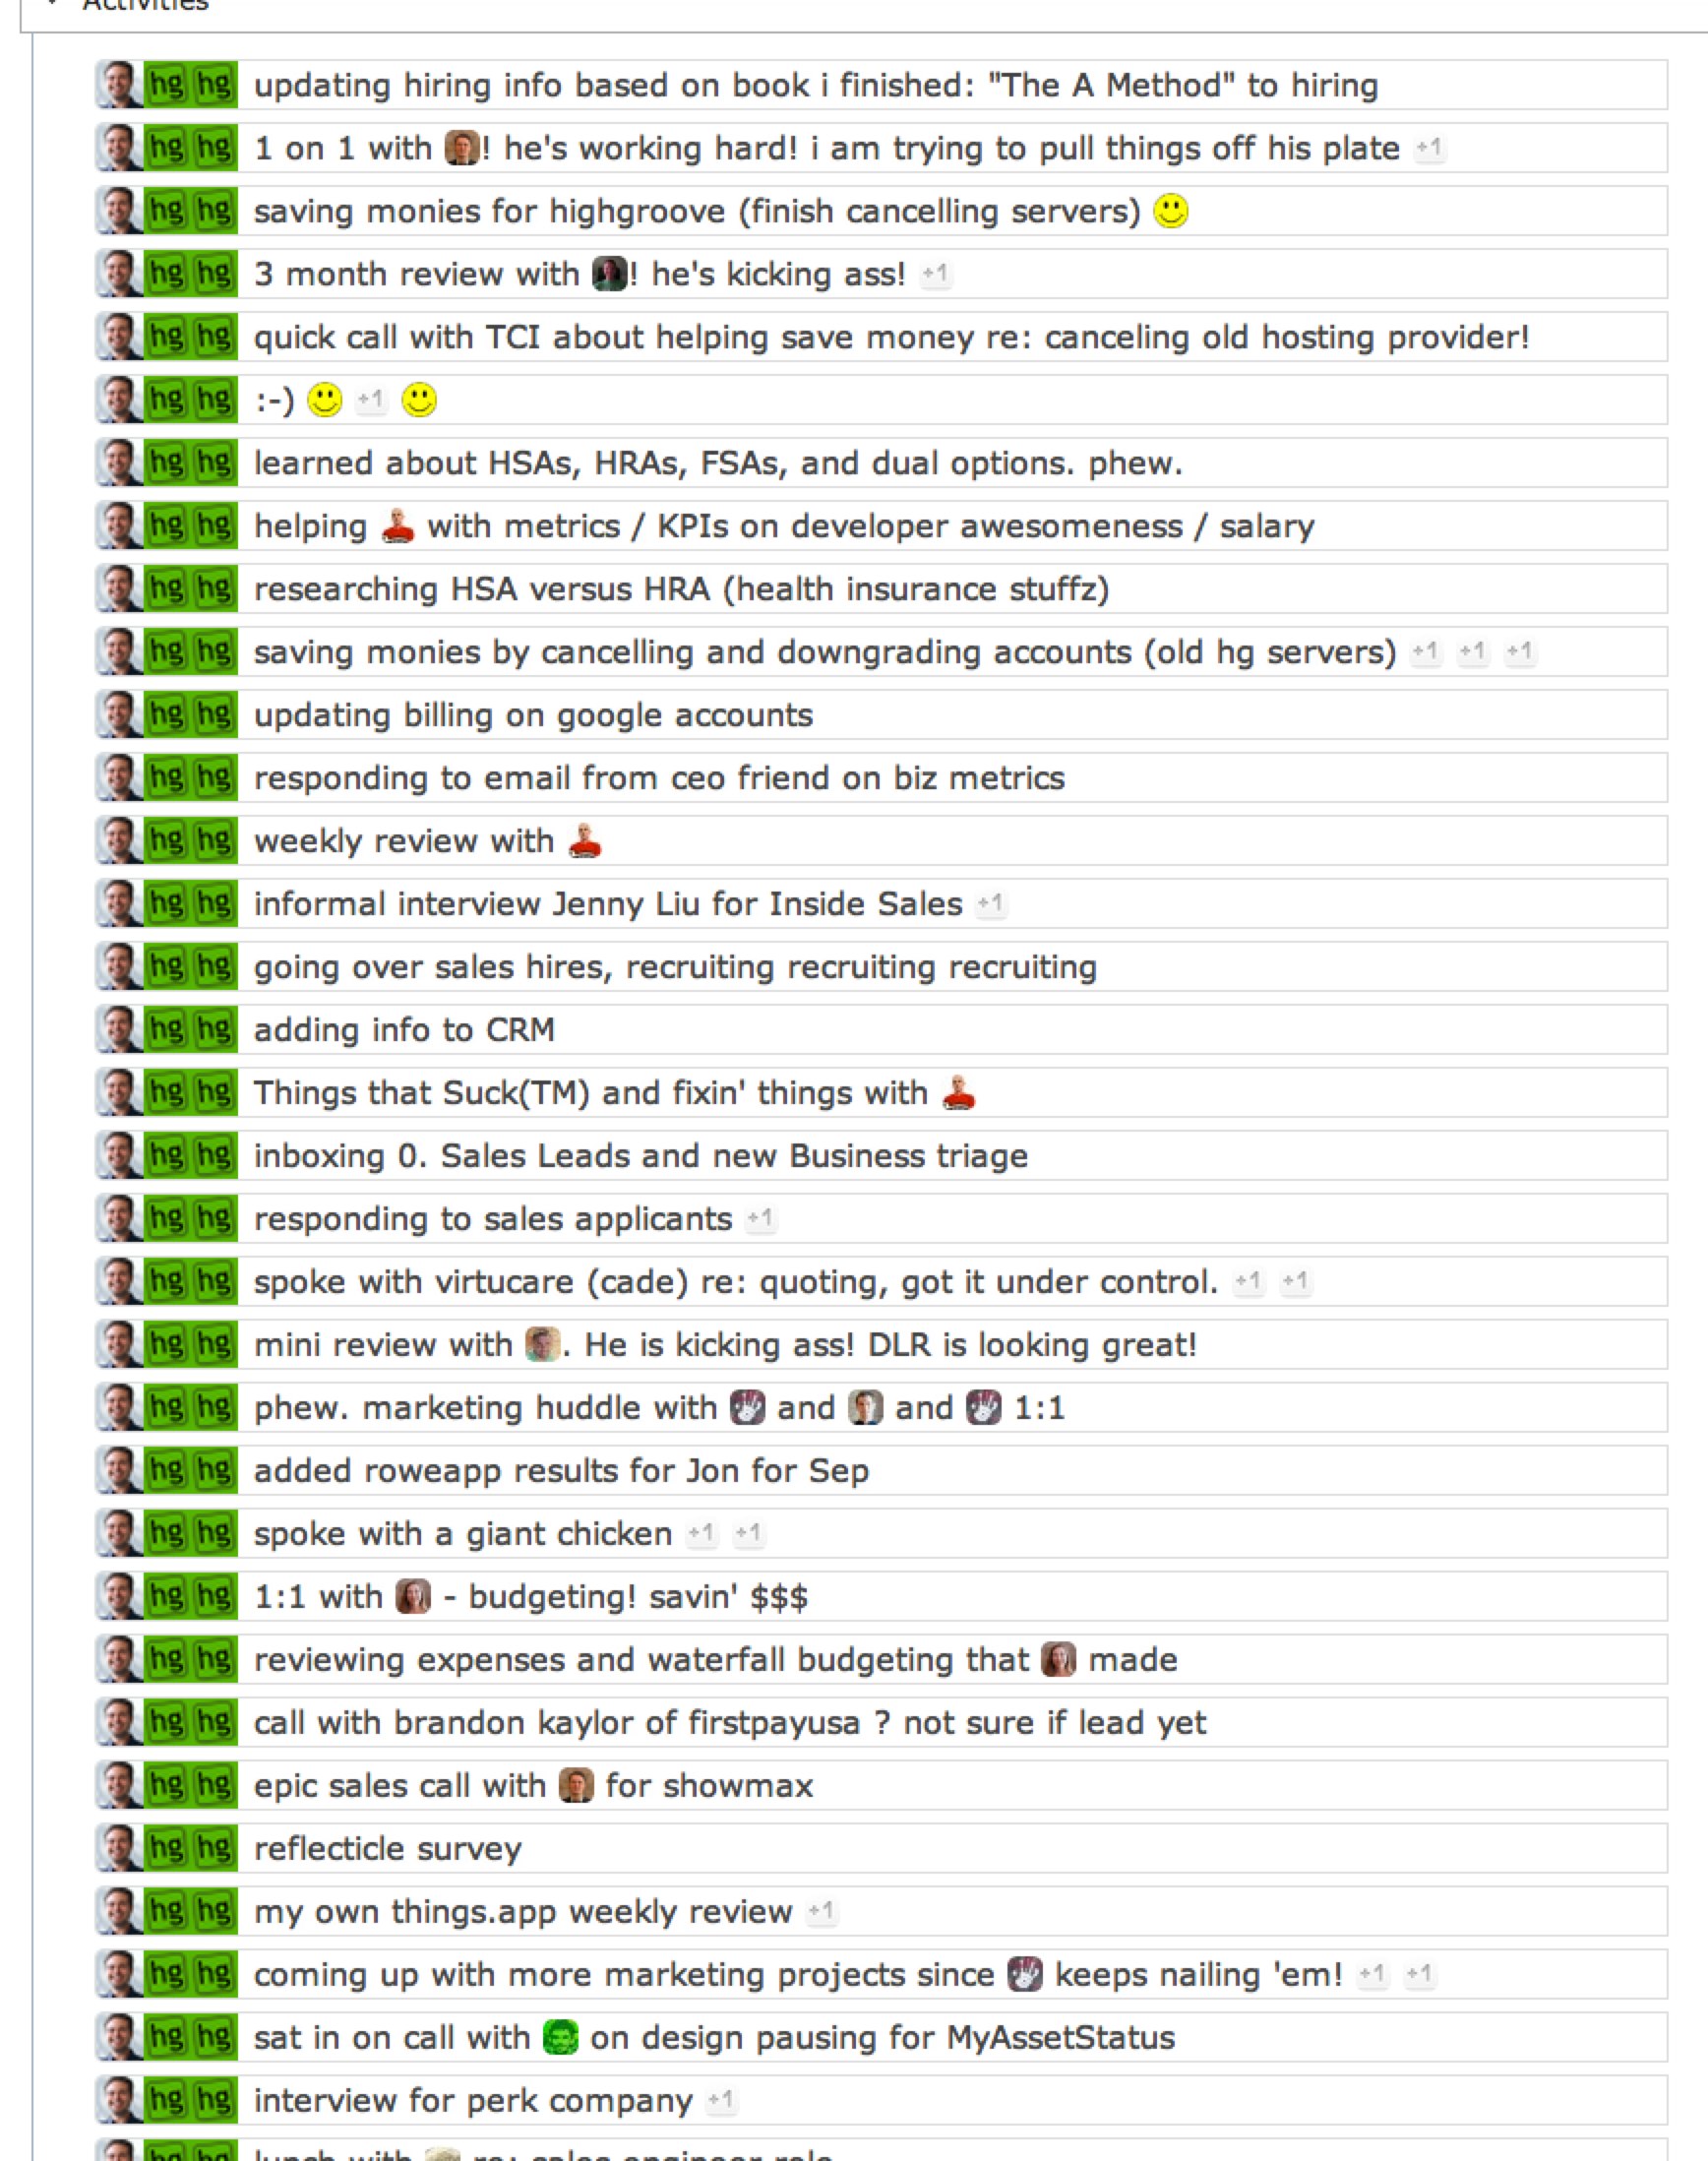 Activities
hg hg updating hiring info based on book i finished: "The A Method" to hiring
hg hg 1 on 1 with ! he's working hard! i am trying to pull things off his plate +1
hg hg saving monies for highgroove (finish cancelling servers)
hg hg 3 month review with ! he's kicking ass! +1
hg hg quick call with TCI about helping save money re: canceling old hosting provider!
hg hg :-) +1
hg hg learned about HSAs, HRAs, FSAs, and dual options. phew.
hg hg helping with metrics / KPIs on developer awesomeness / salary
hg hg researching HSA versus HRA (health insurance stuffz)
hg hg saving monies by cancelling and downgrading accounts (old hg servers) +1 +1 +1
hg hg updating billing on google accounts
hg hg responding to email from ceo friend on biz metrics
hg hg weekly review with
hg hg informal interview Jenny Liu for Inside Sales +1
hg hg going over sales hires, recruiting recruiting recruiting
hg hg adding info to CRM
hg hg Things that Suck(TM) and fixin' things with
hg hg inboxing 0. Sales Leads and new Business triage
hg hg responding to sales applicants +1
hg hg spoke with virtucare (cade) re: quoting, got it under control. +1 +1
hg hg mini review with . He is kicking ass! DLR is looking great!
hg hg phew. marketing huddle with and and 1:1
hg hg added roweapp results for Jon for Sep
hg hg spoke with a giant chicken +1 +1
hg hg 1:1 with - budgeting! savin' $$$
hg hg reviewing expenses and waterfall budgeting that made
hg hg call with brandon kaylor of firstpayusa ? not sure if lead yet
hg hg epic sales call with for showmax
hg hg reflecticle survey
hg hg my own things.app weekly review +1
hg hg coming up with more marketing projects since keeps nailing 'em! +1 +1
hg hg sat in on call with on design pausing for MyAssetStatus
hg hg interview for perk company +1
hg hg lunch with re: sales engineer role